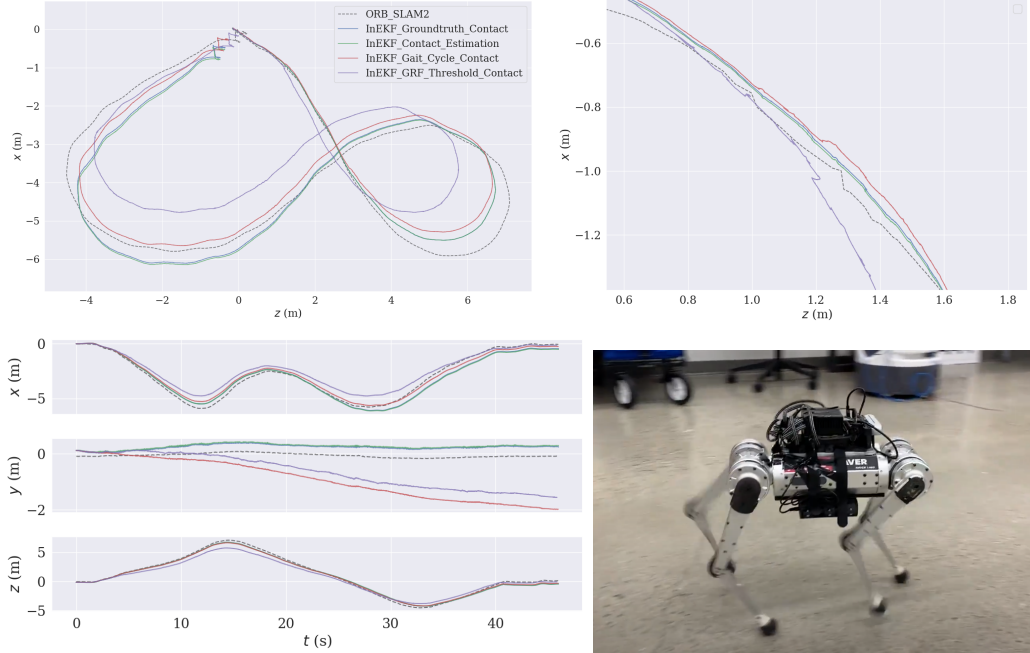 0
−1
−2
−3
−4
−5
−6
x (m)
−4
−2
0
2
4
6
z (m)
ORB_SLAM2
InEKF_Groundtruth_Contact
InEKF_Contact_Estimation
InEKF_Gait_Cycle_Contact
InEKF_GRF_Threshold_Contact
−0.6
−0.8
−1.0
−1.2
x (m)
0.6
0.8
1.0
1.2
1.4
1.6
1.8
z (m)
0
−5
x (m)
0
−2
y (m)
5
0
−5
z (m)
0
10
20
30
40
t (s)
AVER